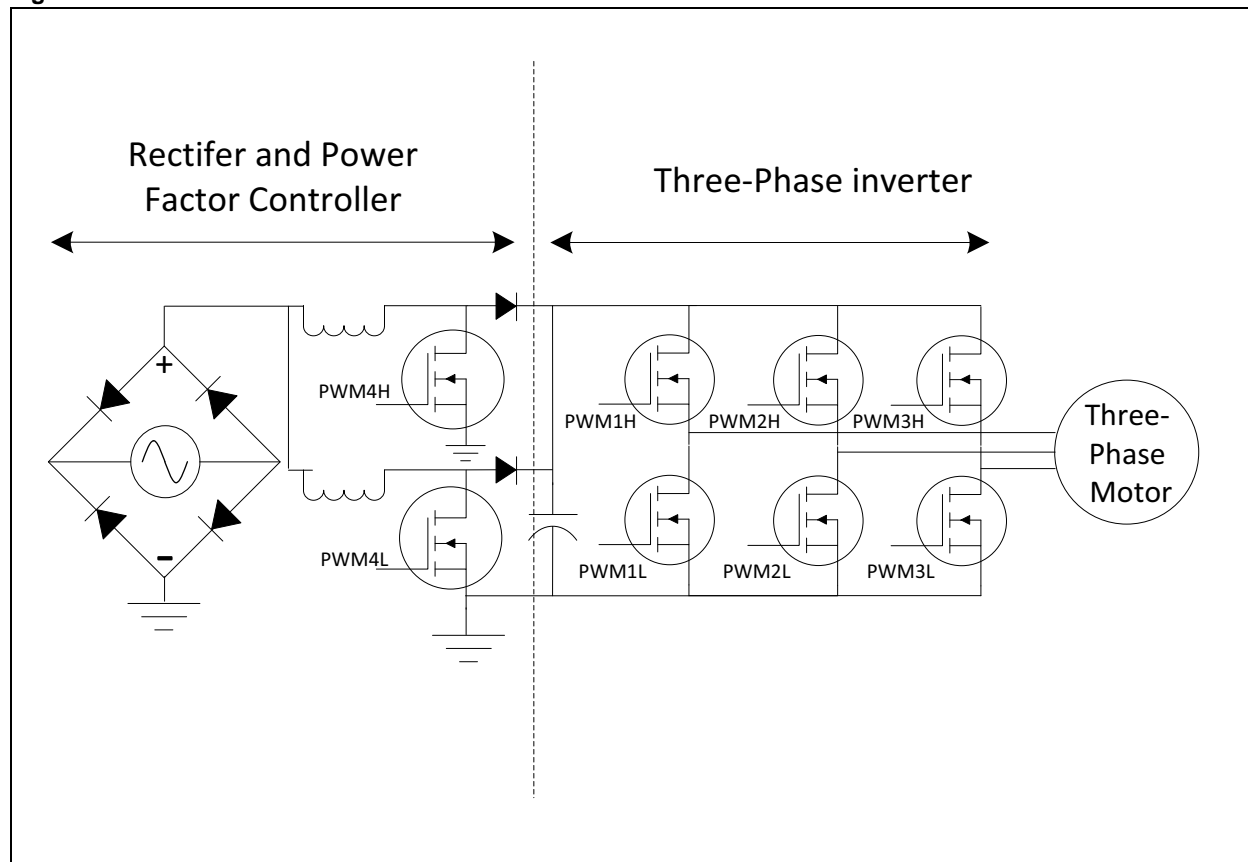 Rectifer and Power
Factor Controller
Three-Phase inverter
+
PWM4H
PWM1H
PWM2H
PWM3H
Three-
Phase
Motor
-
PWM4L
PWM1L
PWM2L
PWM3L